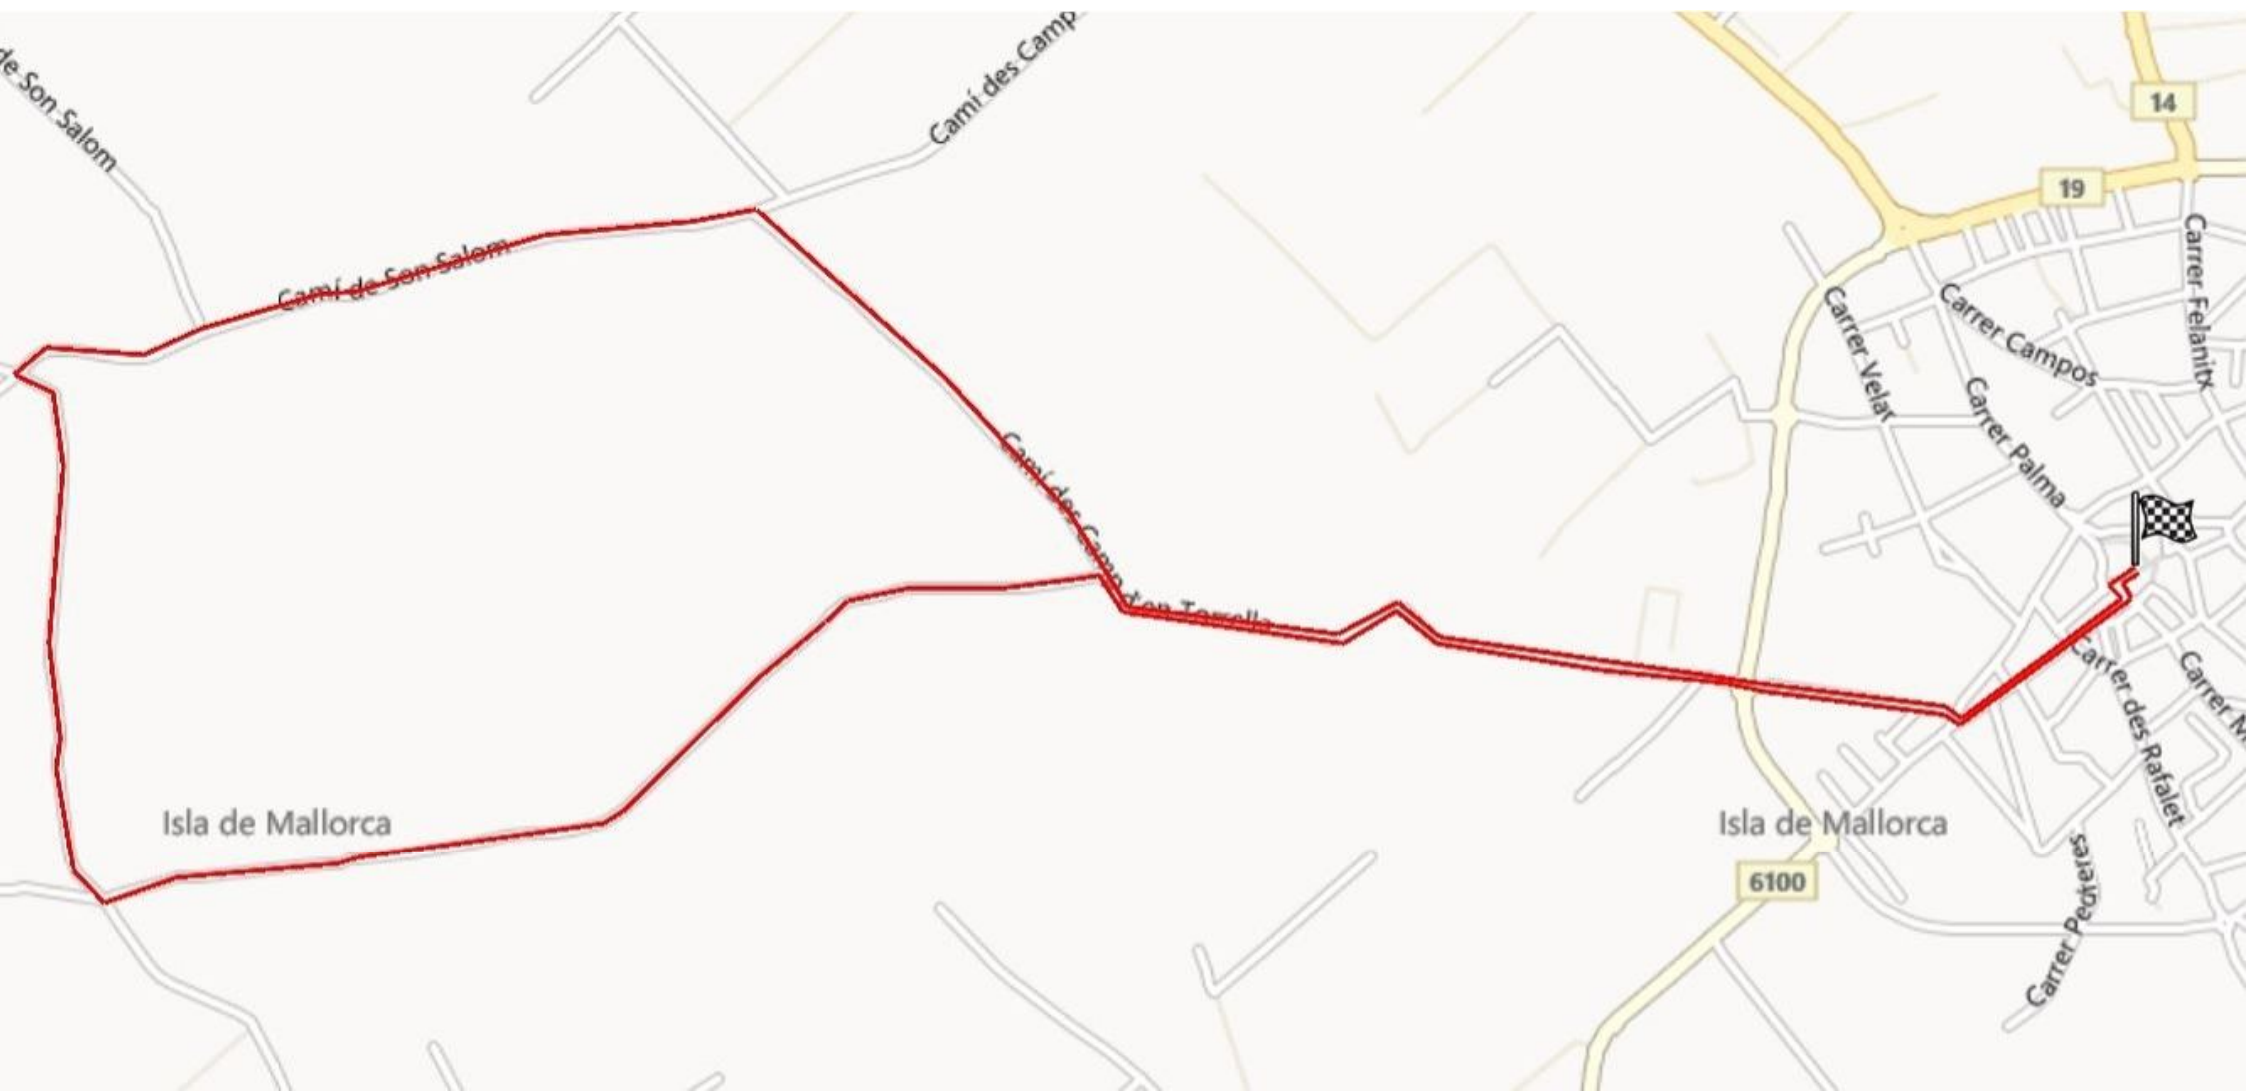 de Son Salom
Camí des Camp
14
19
Carrer Felanitx
Camí de Son Salom
Carrer Velar
Carrer Campos
Carrer Palma
Camí des Camp d'en Torrella
Carrer des Rafalet
Carrer M
Isla de Mallorca
Isla de Mallorca
6100
Carrer Pedreres